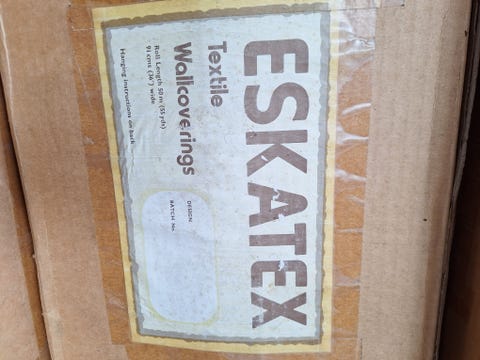 ESKATEX
Textile
Wallcoverings
Roll Length 50 m (55 yds)
91 cms (36") wide
Hanging instructions on back
DESIGN
BATCH No.